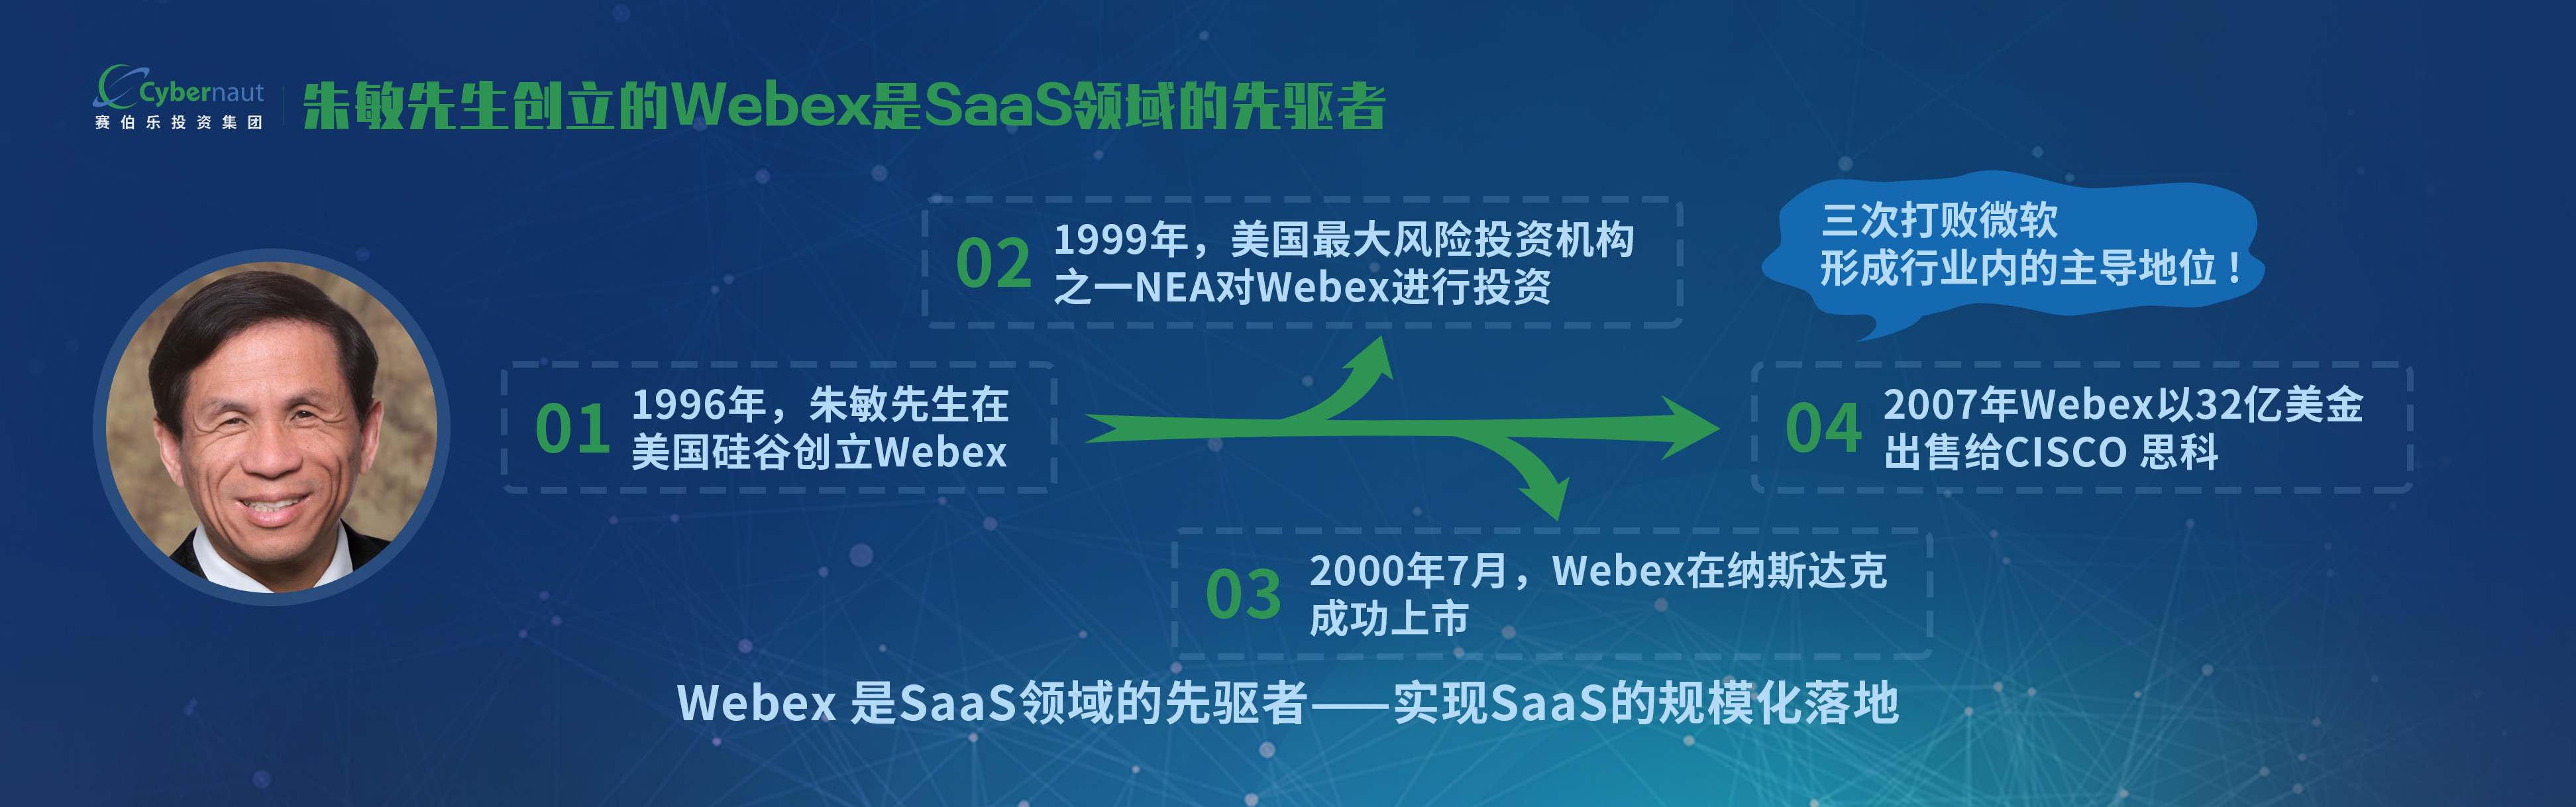 Cybernaut
赛伯乐投资集团
朱敏先生创立的Webex是SaaS领域的先驱者
01
1996年，朱敏先生在
美国硅谷创立Webex
02
1999年，美国最大风险投资机构
之一NEA对Webex进行投资
03
2000年7月，Webex在纳斯达克
成功上市
三次打败微软
形成行业内的主导地位！
04
2007年Webex以32亿美金
出售给CISCO 思科
Webex 是SaaS领域的先驱者——实现SaaS的规模化落地